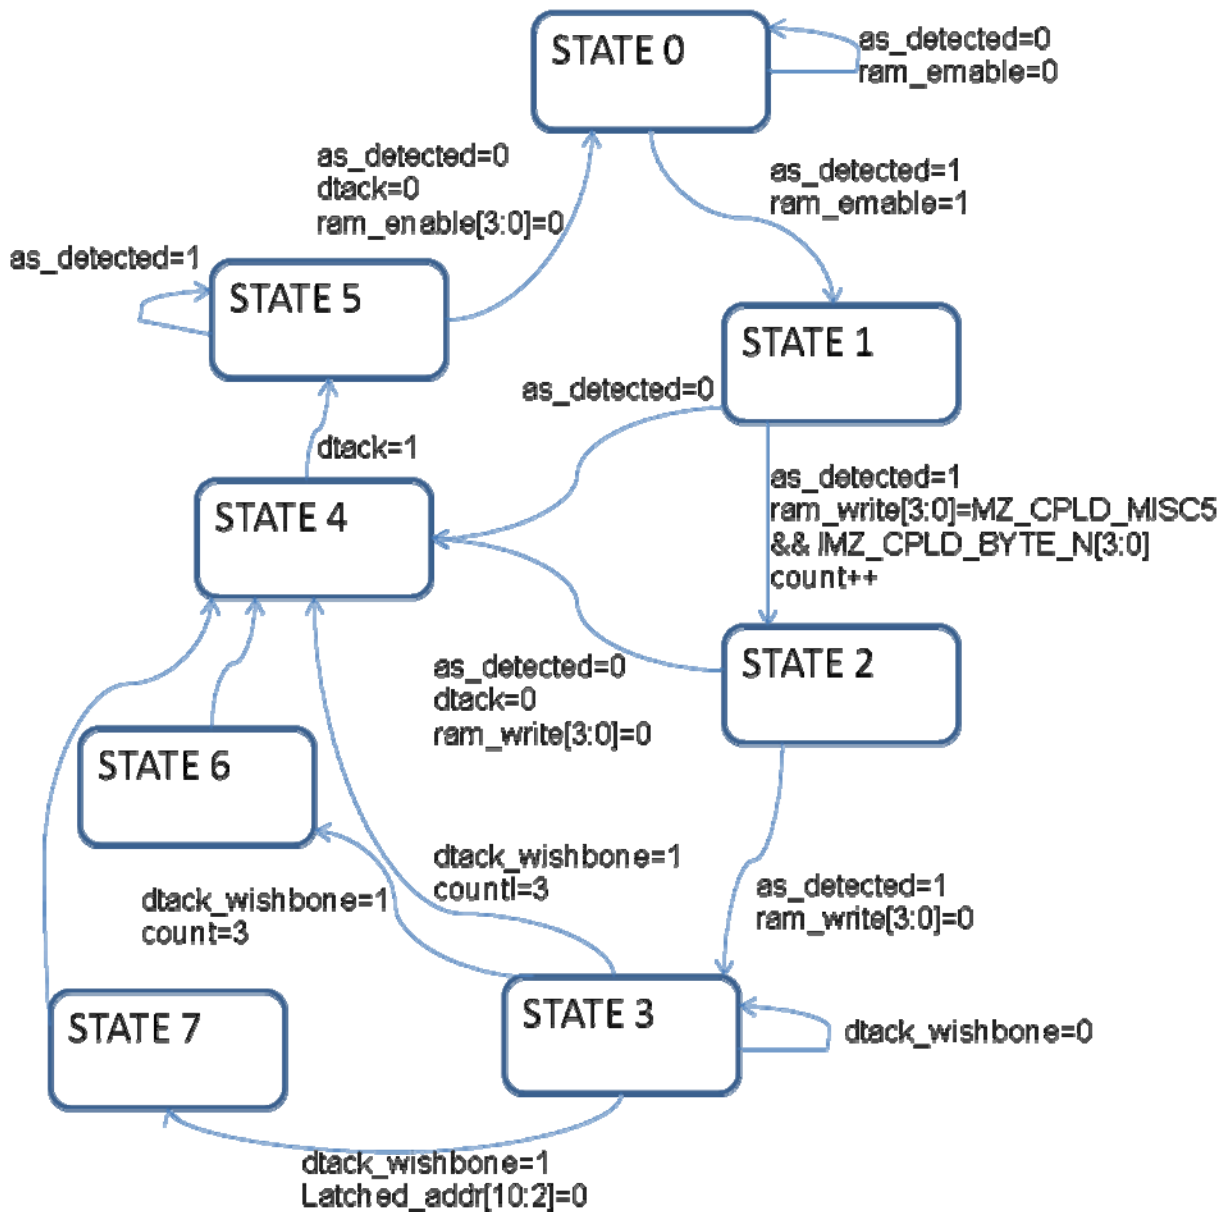 STATE 0
as_detected=0
ram_emable=0
as_detected=0
dtack=0
ram_enable[3:0]=0
as_detected=1
ram_emable=1
as_detected=1
STATE 5
STATE 1
as_detected=0
dtack=1
as_detected=1
ram_write[3:0]=MZ_CPLD_MISC5
&& !MZ_CPLD_BYTE_N[3:0]
count++
STATE 4
STATE 2
as_detected=0
dtack=0
ram_write[3:0]=0
STATE 6
dtack_wishbone=1
count!=3
as_detected=1
ram_write[3:0]=0
dtack_wishbone=1
count=3
STATE 7
STATE 3
dtack_wishbone=0
dtack_wishbone=1
Latched_addr[10:2]=0